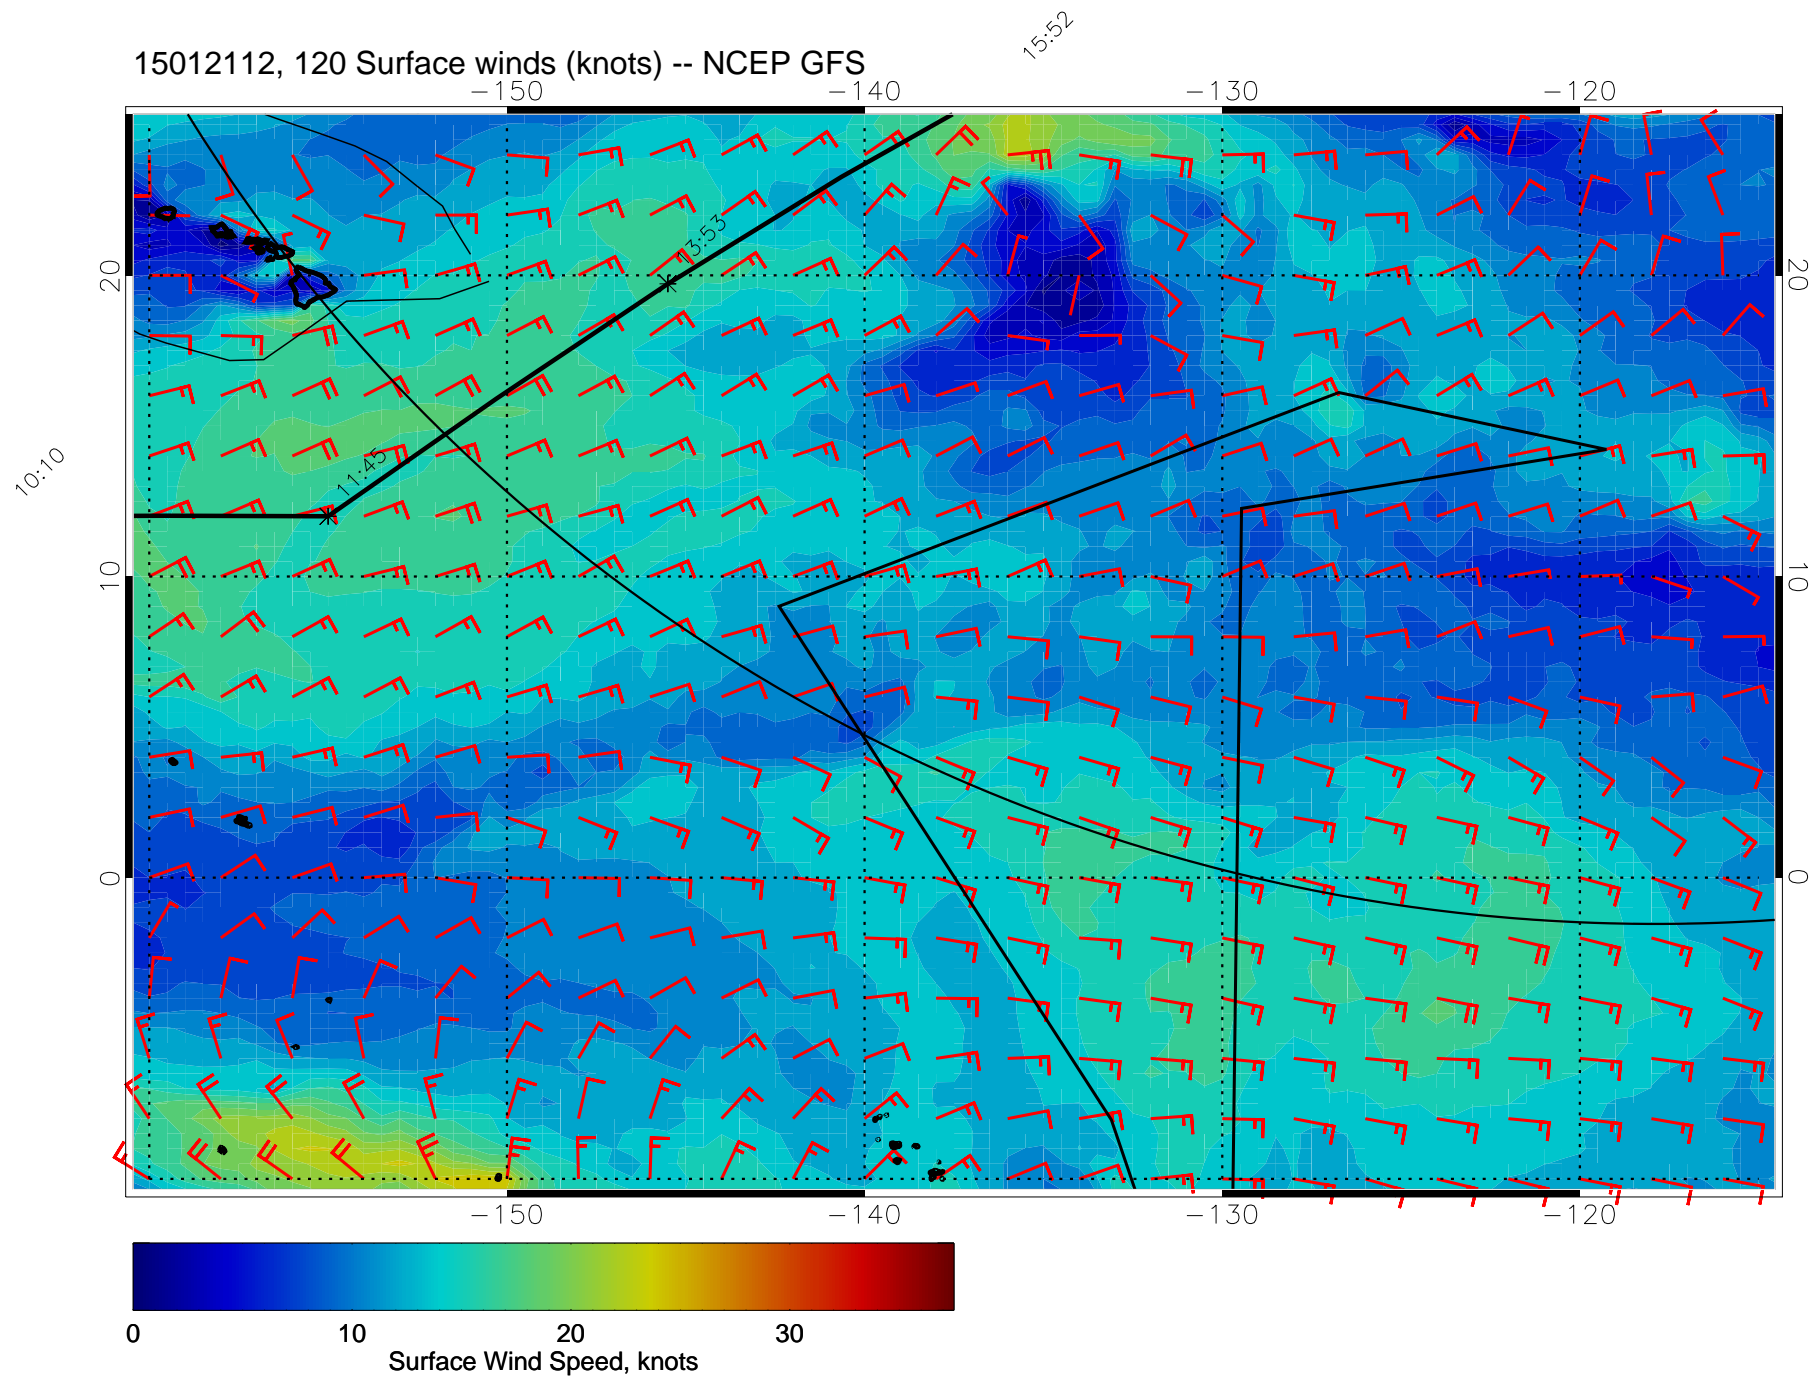 15:52
15012112, 120 Surface winds (knots) -- NCEP GFS
−150 −140 −130 −120
13:53
20 20
11:45
10:10
10 10
0 0
−150 −140 −130 −120
0 10 20 30
Surface Wind Speed, knots